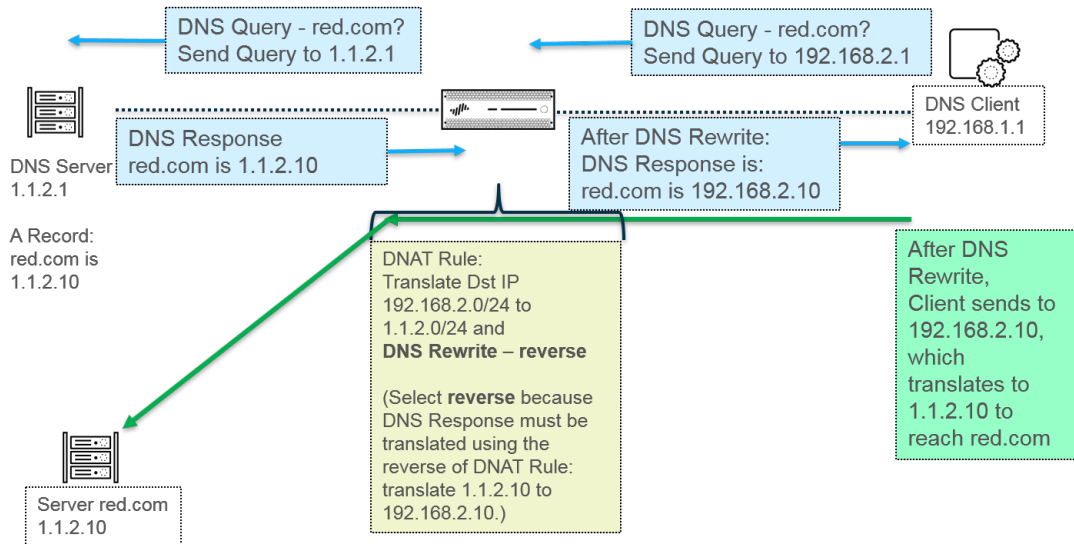 DNS Query - red.com?
Send Query to 1.1.2.1
DNS Query - red.com?
Send Query to 192.168.2.1
DNS Client
192.168.1.1
DNS Response
red.com is 1.1.2.10
After DNS Rewrite:
DNS Response is:
red.com is 192.168.2.10
DNS Server
1.1.2.1
A Record:
red.com is
1.1.2.10
DNAT Rule:
Translate Dst IP
192.168.2.0/24 to
1.1.2.0/24 and
DNS Rewrite – reverse
(Select reverse because
DNS Response must be
translated using the
reverse of DNAT Rule:
translate 1.1.2.10 to
192.168.2.10.)
After DNS
Rewrite,
Client sends to
192.168.2.10,
which
translates to
1.1.2.10 to
reach red.com
Server red.com
1.1.2.10